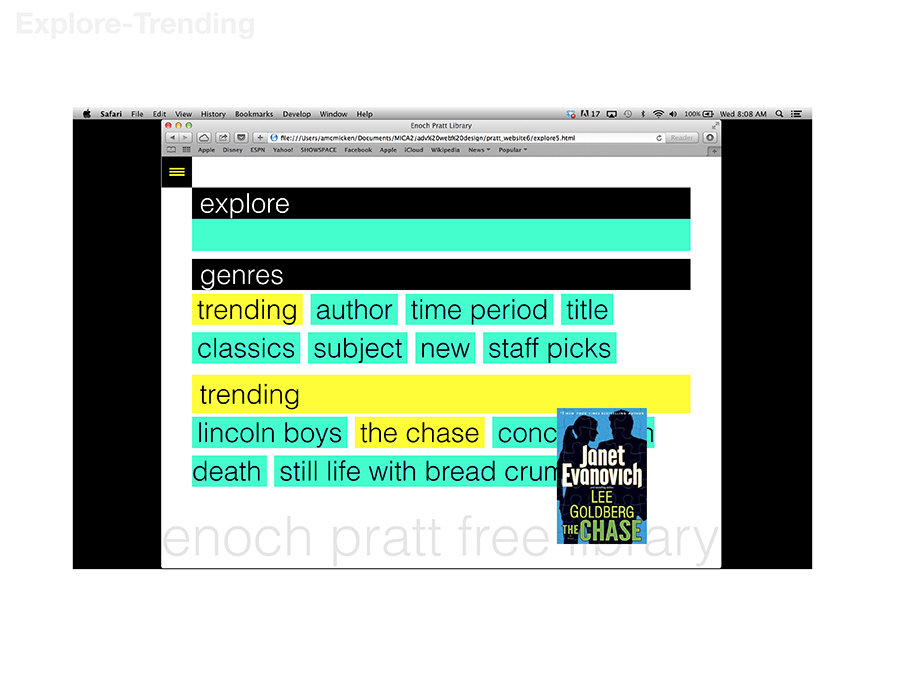 Explore-Trending
Safari File Edit View History Bookmarks Develop Window Help 17 100% Wed 8:08 AM
Enoch Pratt Library
file:///Users/amcmicken/Documents/MICA2/adv%20web%20design/pratt_website6/explore5.html Reader
Apple Disney ESPN Yahoo! SHOWSPACE Facebook Apple iCloud Wikipedia News Popular
explore
genres
trending author time period title
classics subject new staff picks
trending
lincoln boys the chase
death still life with bread crum
#1 NEW YORK TIMES BESTSELLING AUTHOR
Janet
Evanovich
LEE
GOLDBERG
THE CHASE
enoch pratt free library